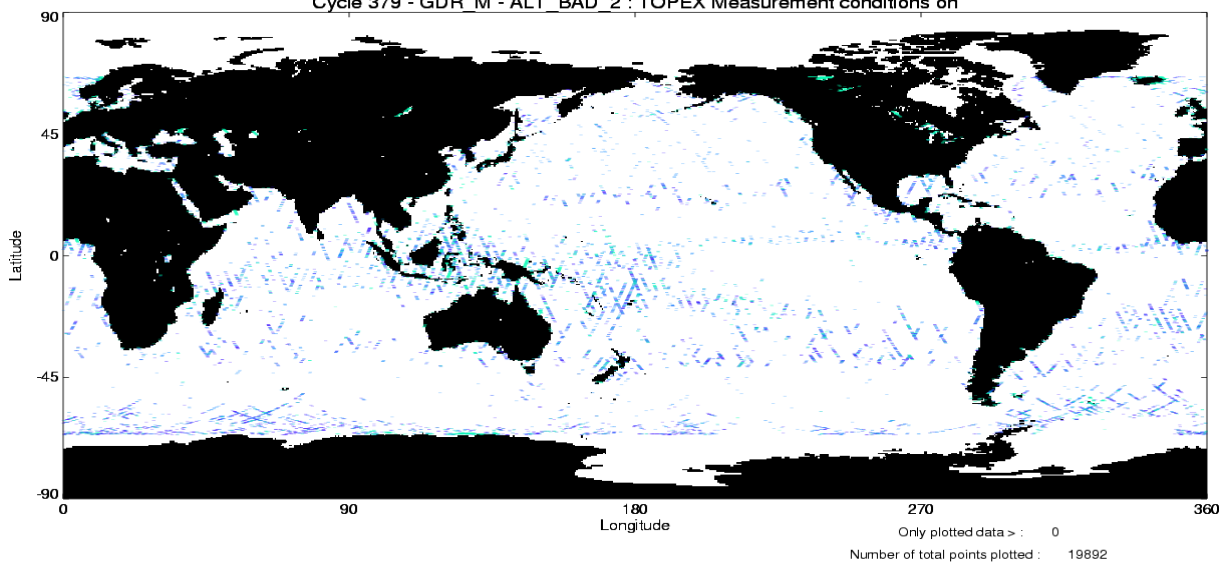 Cycle 379 - GDR_M - ALT_BAD_2 : TOPEX Measurement conditions on
90
45
0
-45
-90
Latitude
0 90 180 270 360
Longitude
Only plotted data > : 0
Number of total points plotted : 19892